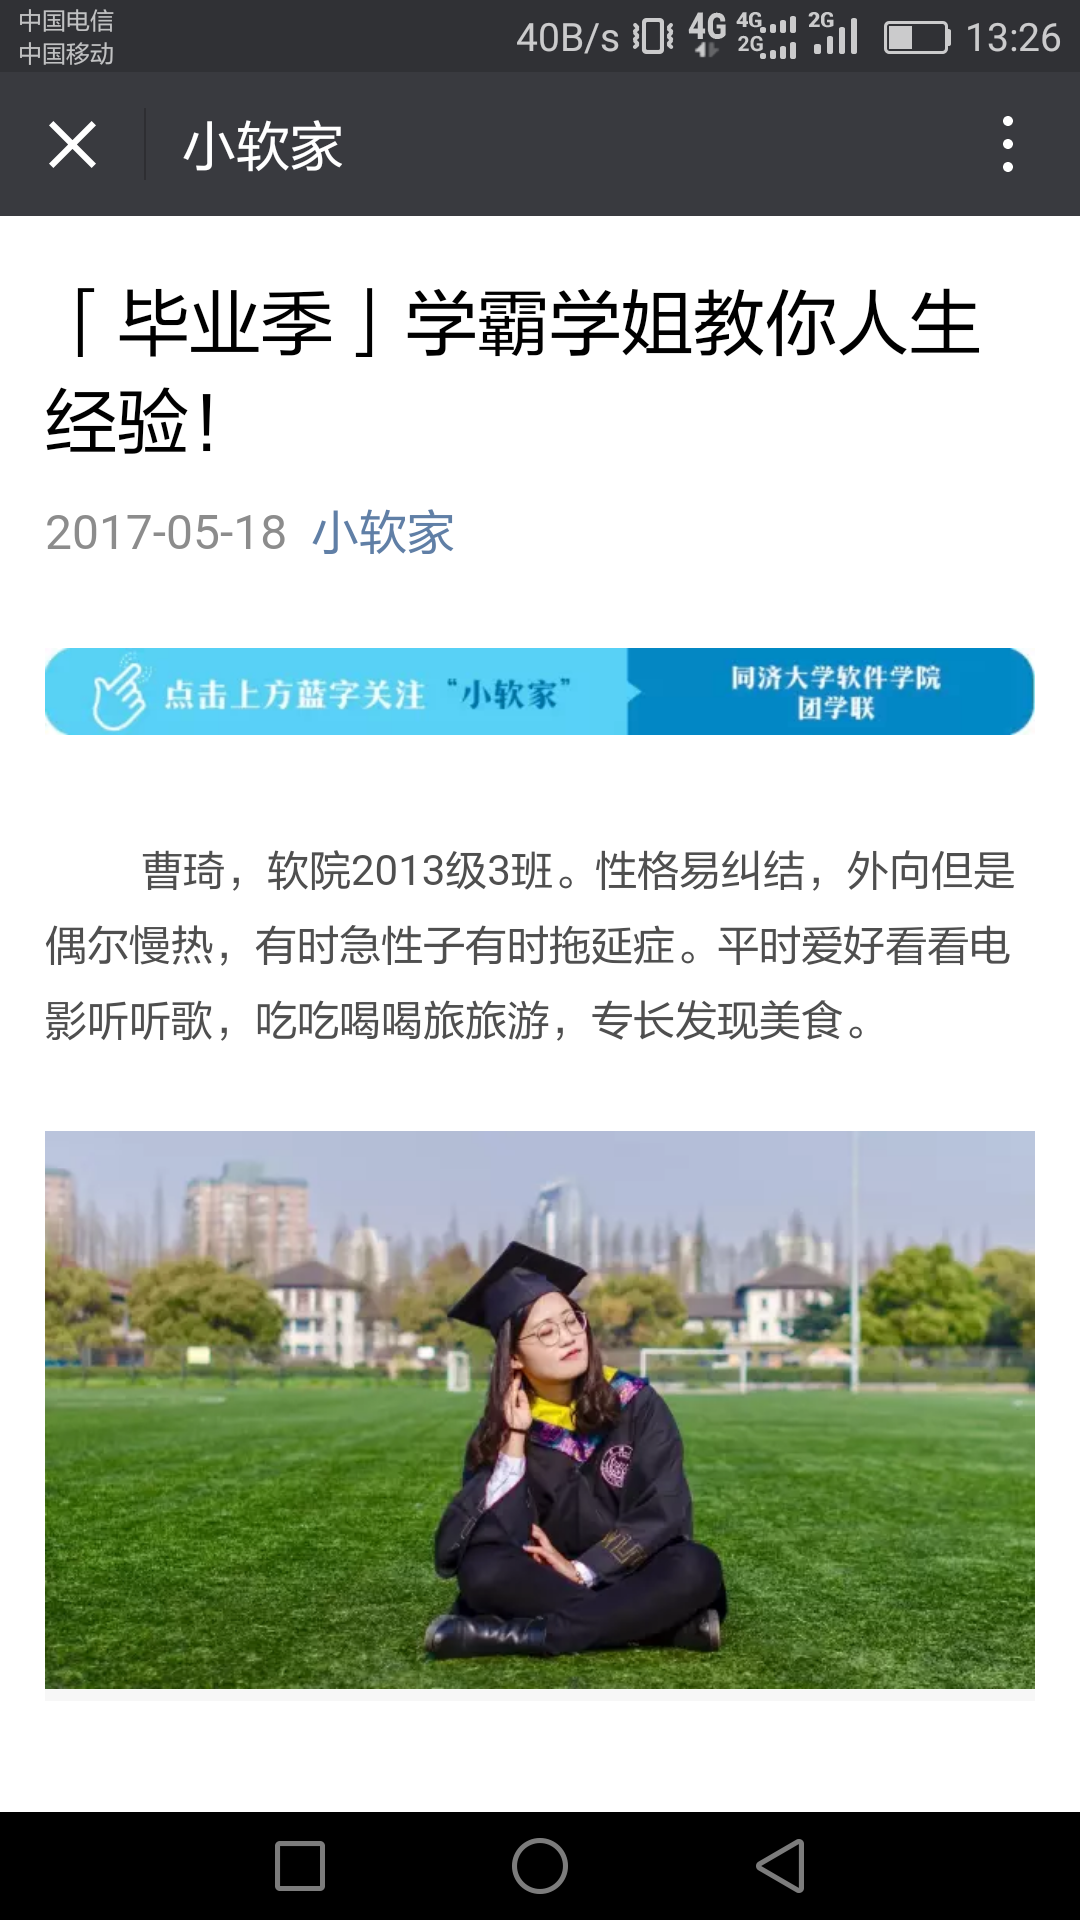 中国电信
中国移动
40B/s 4G 4G 2G 2G 13:26
小软家
「毕业季」学霸学姐教你人生
经验！
2017-05-18 小软家
点击上方蓝字关注 “小软家”
同济大学软件学院
团学联
曹琦，软院2013级3班。性格易纠结，外向但是
偶尔慢热，有时急性子有时拖延症。平时爱好看看电
影听听歌，吃吃喝喝旅旅游，专长发现美食。